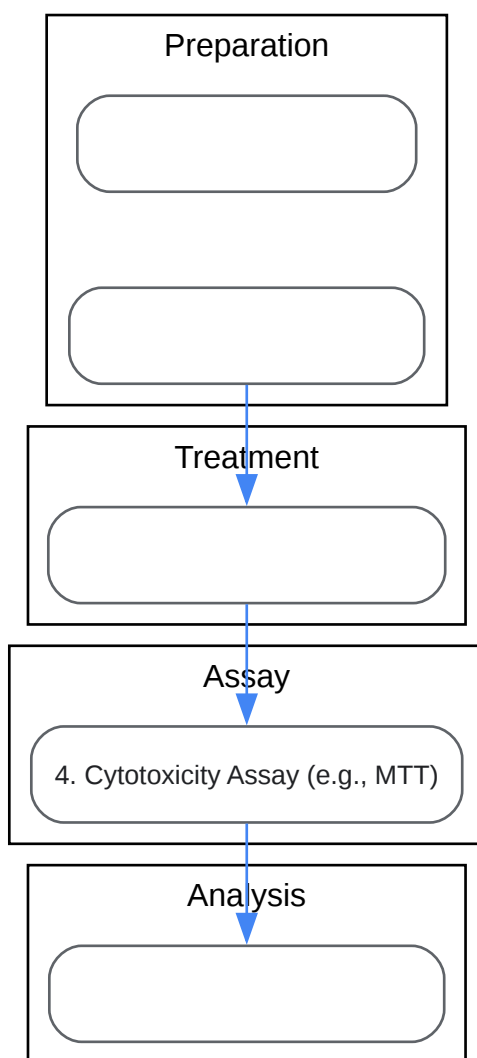 Preparation
Treatment
Assay
4. Cytotoxicity Assay (e.g., MTT)
Analysis